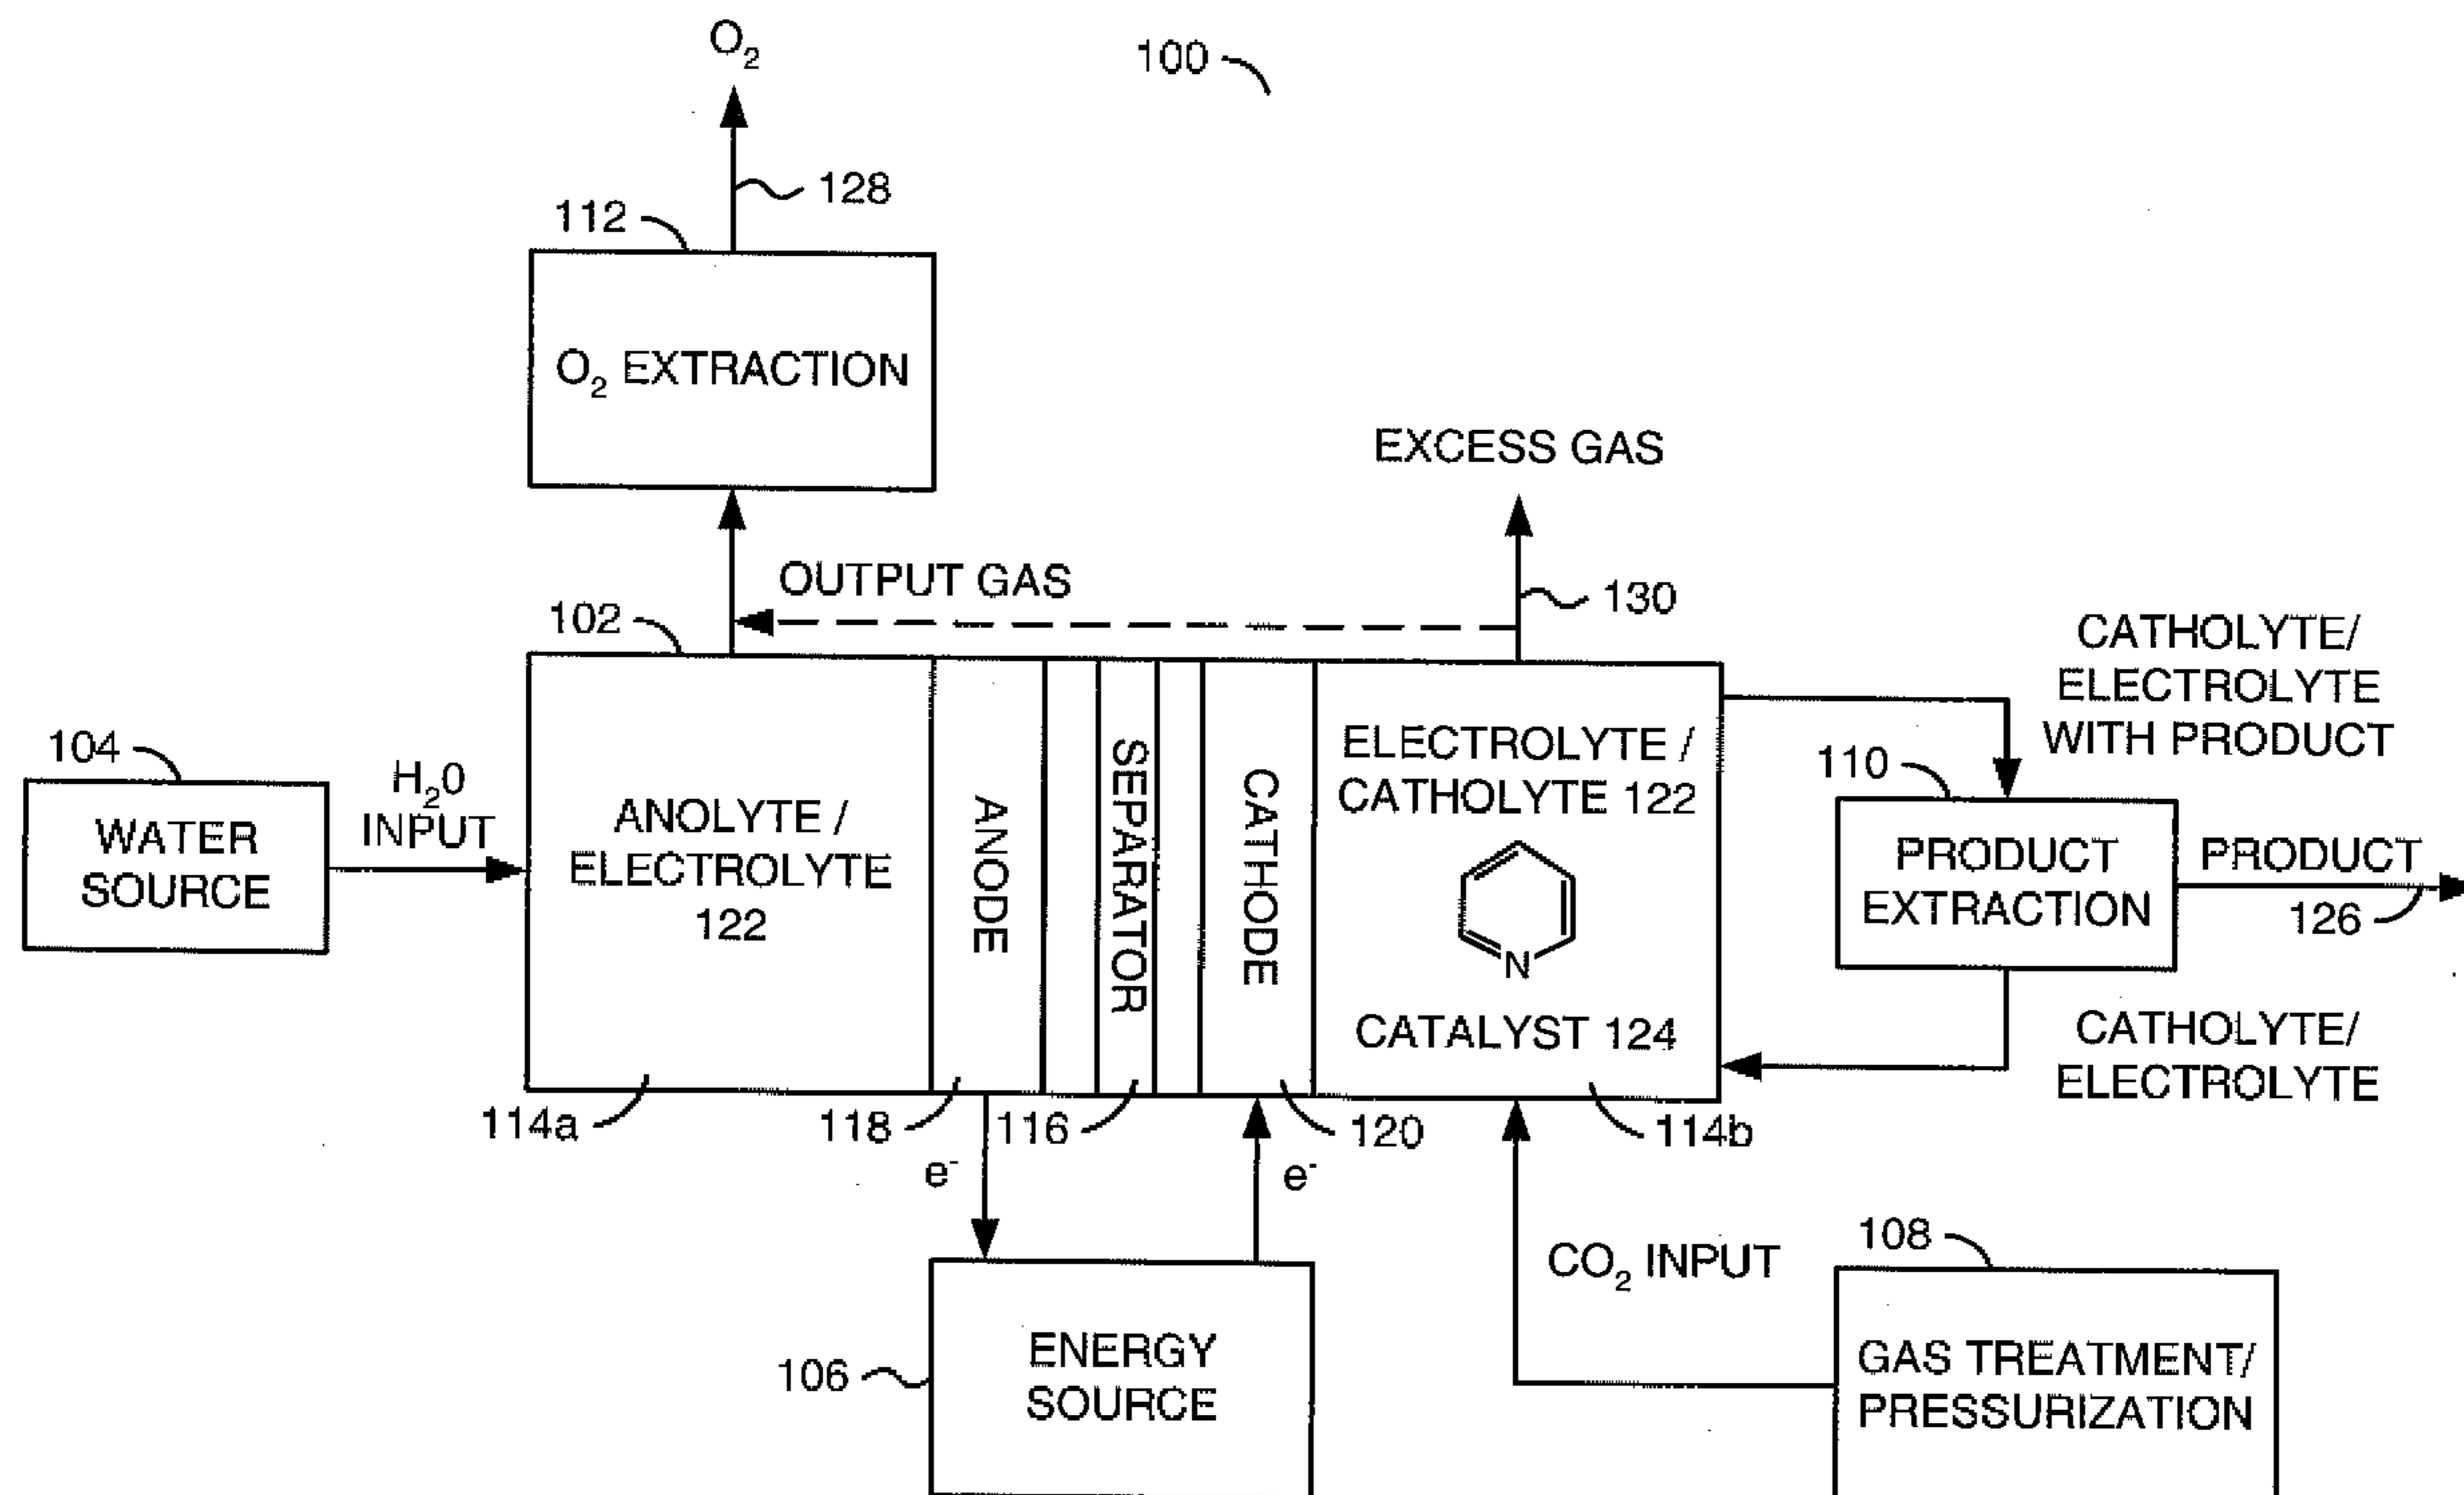 O₂
100
128
112
O₂ EXTRACTION
EXCESS GAS
OUTPUT GAS
130
102
CATHOLYTE/
ELECTROLYTE
WITH PRODUCT
104
H₂0
INPUT
WATER
SOURCE
ANOLYTE /
ELECTROLYTE
122
ANODE
SEPARATOR
CATHODE
ELECTROLYTE /
CATHOLYTE 122
N
CATALYST 124
110
PRODUCT
EXTRACTION
PRODUCT
126
CATHOLYTE/
ELECTROLYTE
114a
118
116
120
114b
e⁻
e⁻
CO₂ INPUT
108
106
ENERGY
SOURCE
GAS TREATMENT/
PRESSURIZATION